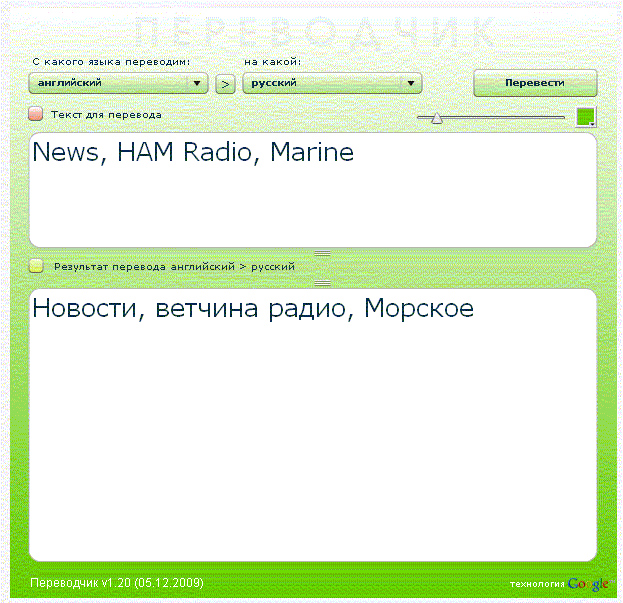 ПЕРЕВОДЧИК
С какого языка переводим: на какой:
английский > русский Перевести
Текст для перевода
News, HAM Radio, Marine
Результат перевода английский > русский
Новости, ветчина радио, Морское
Переводчик v1.20 (05.12.2009) технология Google